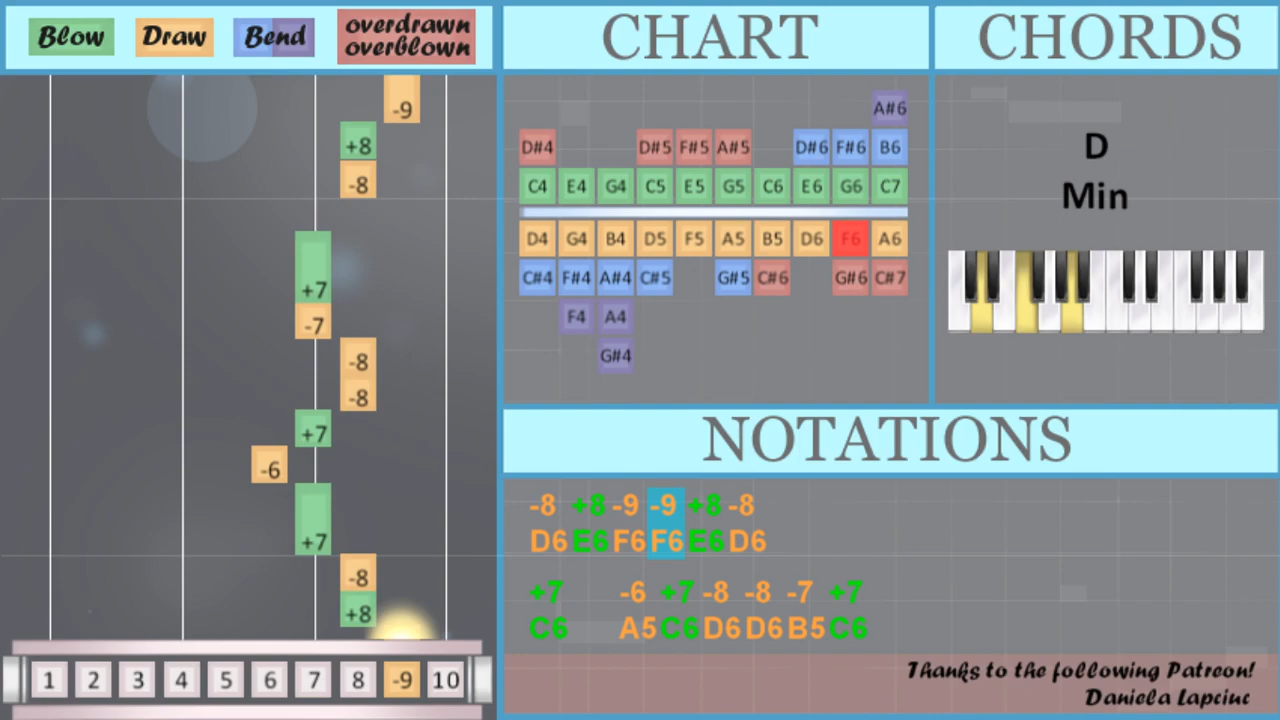 Blow Draw Bend overdrawn
overblown
CHART
CHORDS
-9
+8
-8
+7
-7
-8
-8
+7
-6
+7
-8
+8
1 2 3 4 5 6 7 8 -9 10
A#6
D#4 D#5 F#5 A#5 D#6 F#6 B6
C4 E4 G4 C5 E5 G5 C6 E6 G6 C7
D4 G4 B4 D5 F5 A5 B5 D6 F6 A6
C#4 F#4 A#4 C#5 G#5 C#6 G#6 C#7
F4 A4
G#4
D
Min
NOTATIONS
-8 +8 -9 -9 +8 -8
D6 E6 F6 F6 E6 D6
+7 -6 +7 -8 -8 -7 +7
C6 A5 C6 D6 D6 B5 C6
Thanks to the following Patreon!
Daniela Lapciuc